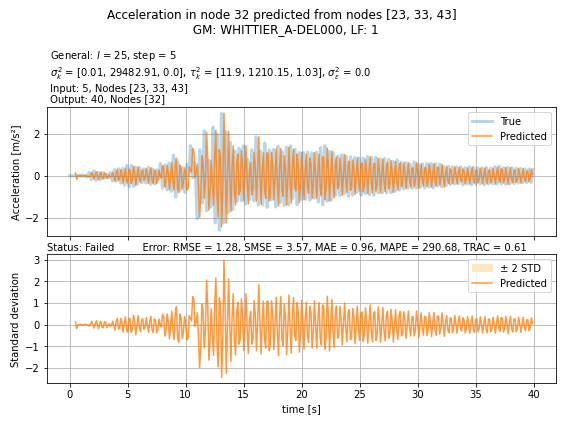 Acceleration in node 32 predicted from nodes [23, 33, 43]
GM: WHITTIER_A-DEL000, LF: 1
General: l = 25, step = 5
σ²ₖ = [0.01, 29482.91, 0.0], τ²ₖ = [11.9, 1210.15, 1.03], σ²ε = 0.0
Input: 5, Nodes [23, 33, 43]
Output: 40, Nodes [32]
Acceleration [m/s²]
2
0
−2
True
Predicted
Status: Failed Error: RMSE = 1.28, SMSE = 3.57, MAE = 0.96, MAPE = 290.68, TRAC = 0.61
Standard deviation
3
2
1
0
−1
−2
± 2 STD
Predicted
0 5 10 15 20 25 30 35 40
time [s]